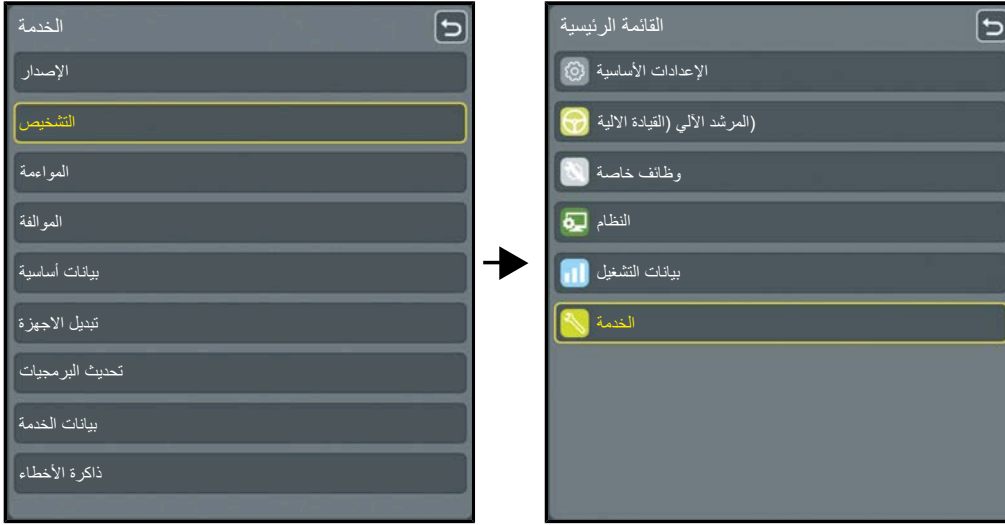 الخدمة
الإصدار
التشخيص
المواءمة
الموالفة
بيانات أساسية
تبديل الاجهزة
تحديث البرمجيات
بيانات الخدمة
ذاكرة الأخطاء
القائمة الرئيسية
الإعدادات الأساسية
(المرشد الآلي (القيادة الالية
وظائف خاصة
النظام
بيانات التشغيل
الخدمة